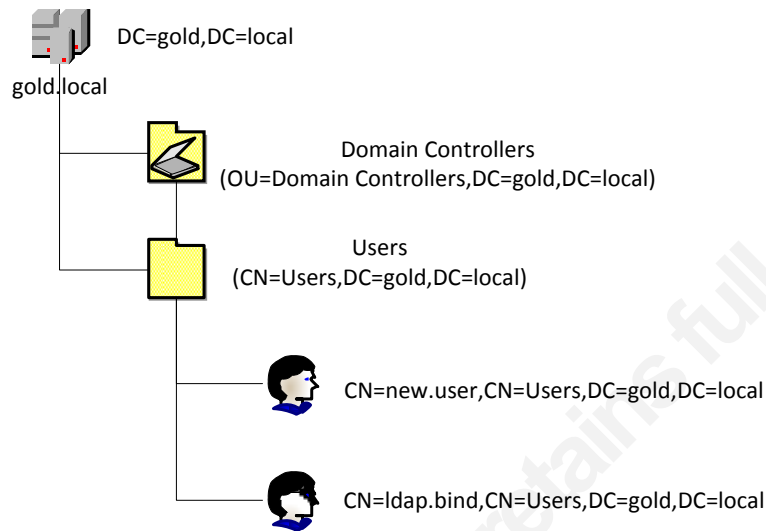 DC=gold,DC=local
gold.local
Domain Controllers
(OU=Domain Controllers,DC=gold,DC=local)
Users
(CN=Users,DC=gold,DC=local)
CN=new.user,CN=Users,DC=gold,DC=local
CN=ldap.bind,CN=Users,DC=gold,DC=local
retains full